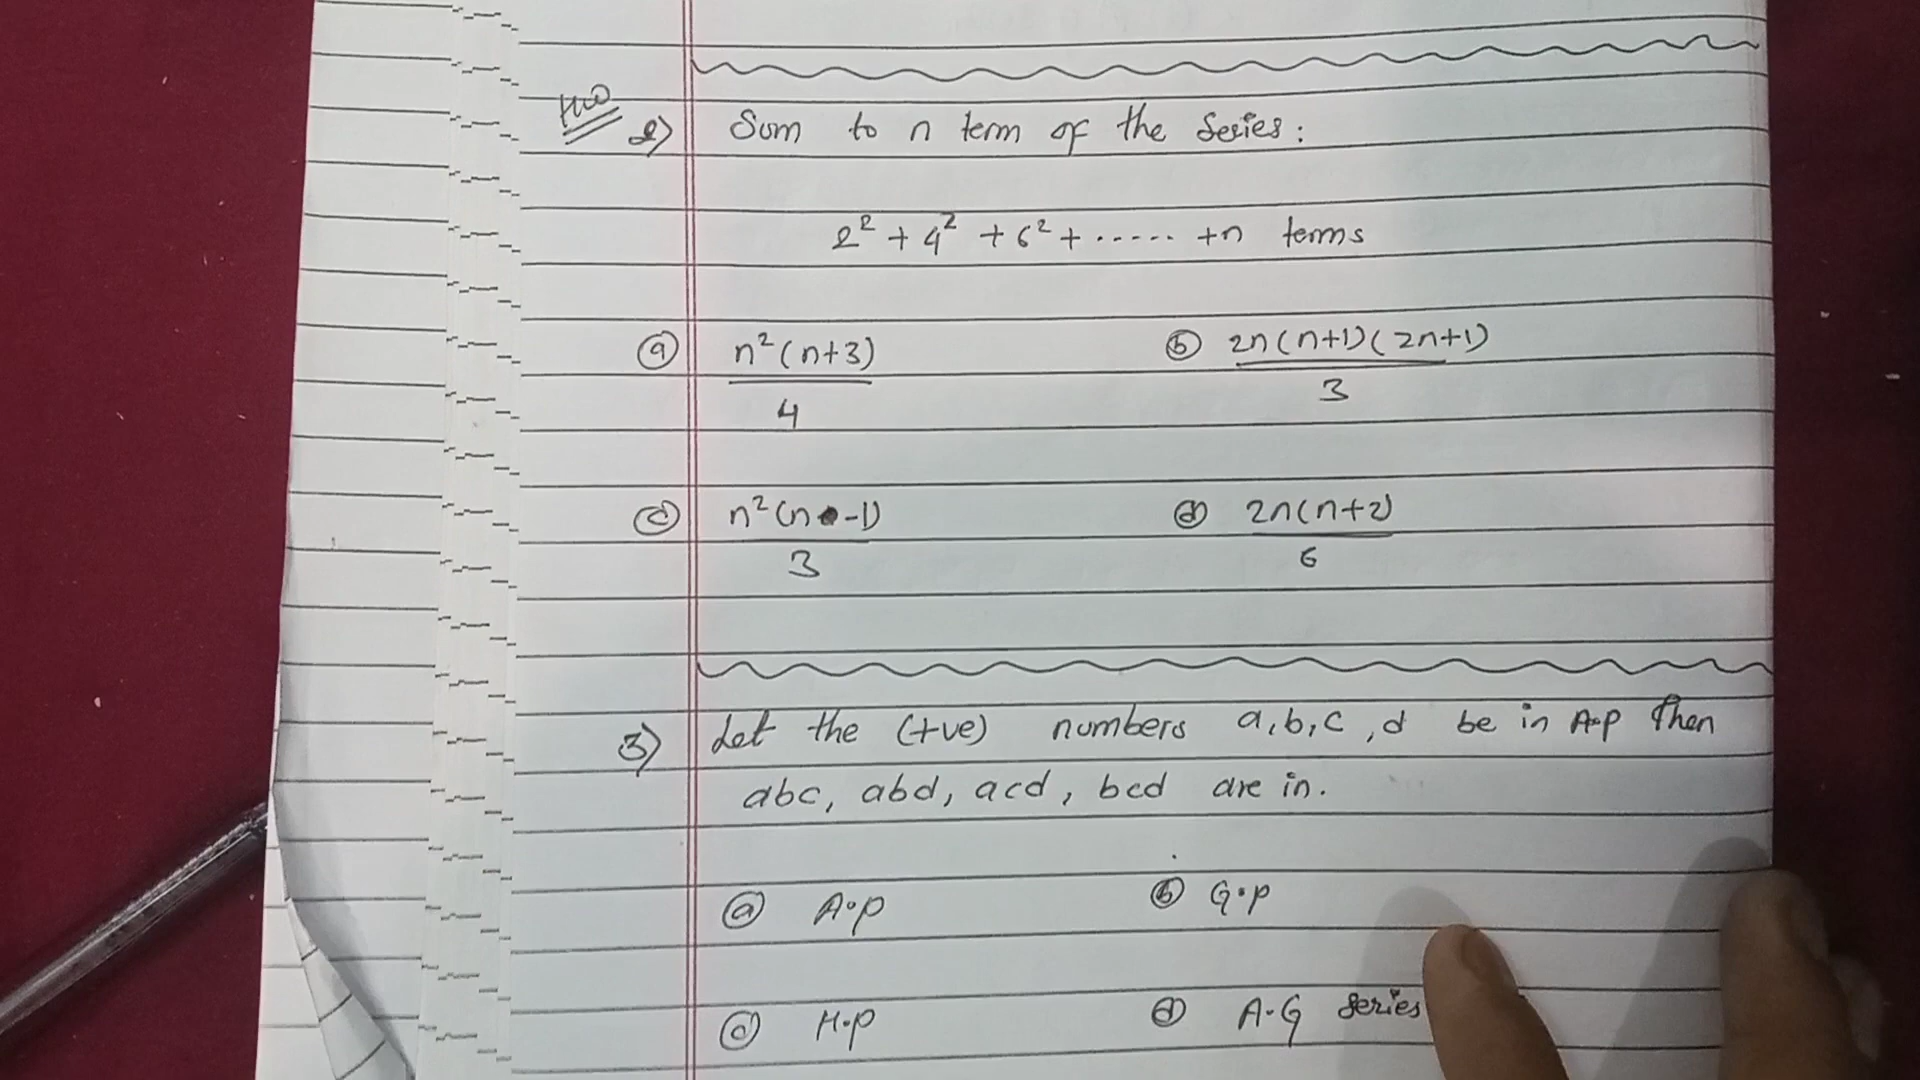 HW
2) Sum to n term of the Series :
2² + 4² + 6² + ...... +n terms
(a) n²(n+3) / 4 (b) 2n(n+1)(2n+1) / 3
(c) n²(n-1) / 3 (d) 2n(n+2) / 6
3) Let the (+ve) numbers a,b,c,d be in A.p then
abc, abd, acd, bcd are in.
(a) A.p (b) G.p
(c) H.p (d) A.G Series